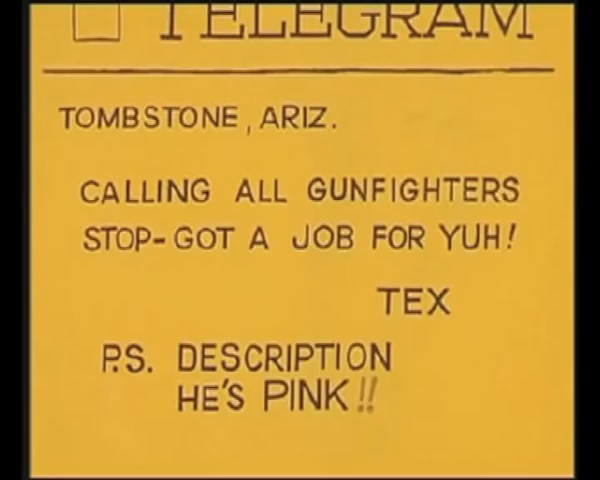 TELEGRAM
TOMBSTONE, ARIZ.
CALLING ALL GUNFIGHTERS
STOP-GOT A JOB FOR YUH!
TEX
P.S. DESCRIPTION
HE'S PINK!!